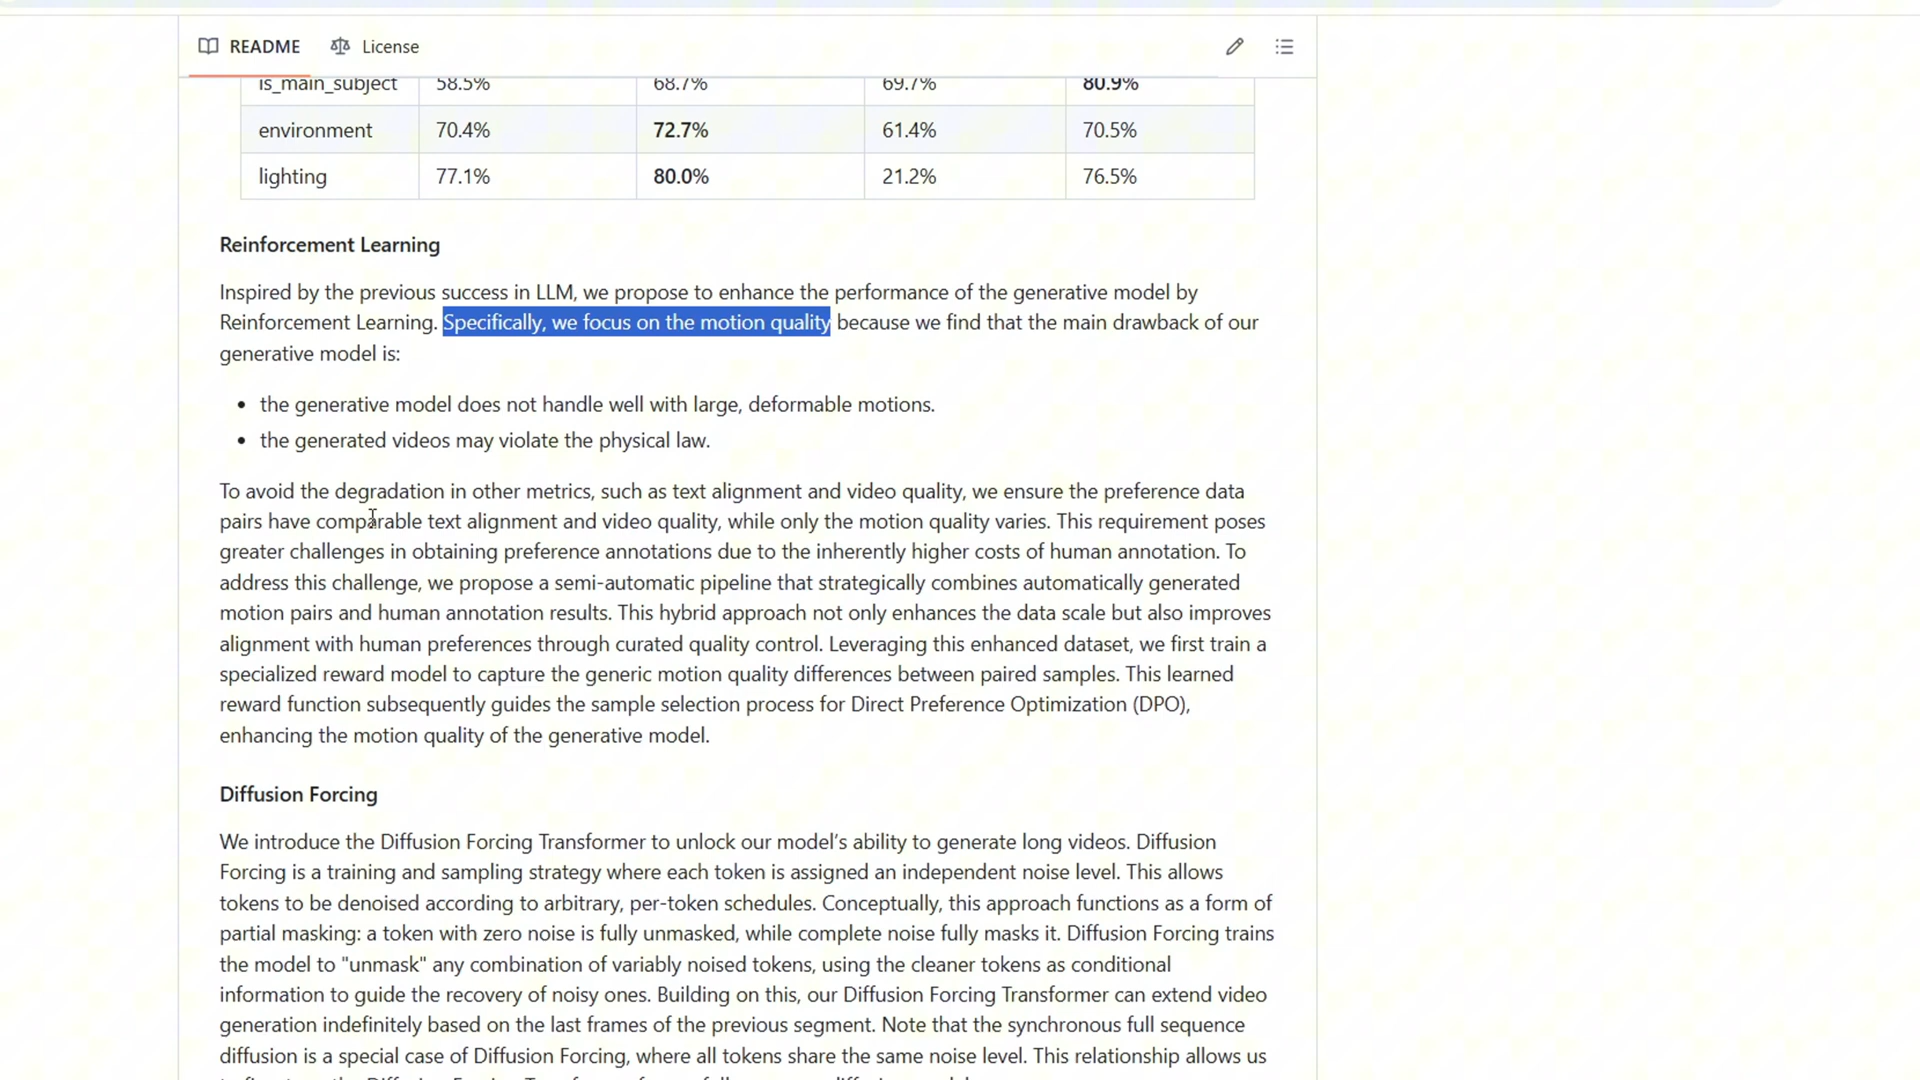 README License
is_main_subject 58.5% 68.7% 69.7% 80.9%
environment 70.4% 72.7% 61.4% 70.5%
lighting 77.1% 80.0% 21.2% 76.5%
Reinforcement Learning
Inspired by the previous success in LLM, we propose to enhance the performance of the generative model by
Reinforcement Learning. Specifically, we focus on the motion quality because we find that the main drawback of our
generative model is:
• the generative model does not handle well with large, deformable motions.
• the generated videos may violate the physical law.
To avoid the degradation in other metrics, such as text alignment and video quality, we ensure the preference data
pairs have comparable text alignment and video quality, while only the motion quality varies. This requirement poses
greater challenges in obtaining preference annotations due to the inherently higher costs of human annotation. To
address this challenge, we propose a semi-automatic pipeline that strategically combines automatically generated
motion pairs and human annotation results. This hybrid approach not only enhances the data scale but also improves
alignment with human preferences through curated quality control. Leveraging this enhanced dataset, we first train a
specialized reward model to capture the generic motion quality differences between paired samples. This learned
reward function subsequently guides the sample selection process for Direct Preference Optimization (DPO),
enhancing the motion quality of the generative model.
Diffusion Forcing
We introduce the Diffusion Forcing Transformer to unlock our model’s ability to generate long videos. Diffusion
Forcing is a training and sampling strategy where each token is assigned an independent noise level. This allows
tokens to be denoised according to arbitrary, per-token schedules. Conceptually, this approach functions as a form of
partial masking: a token with zero noise is fully unmasked, while complete noise fully masks it. Diffusion Forcing trains
the model to "unmask" any combination of variably noised tokens, using the cleaner tokens as conditional
information to guide the recovery of noisy ones. Building on this, our Diffusion Forcing Transformer can extend video
generation indefinitely based on the last frames of the previous segment. Note that the synchronous full sequence
diffusion is a special case of Diffusion Forcing, where all tokens share the same noise level. This relationship allows us